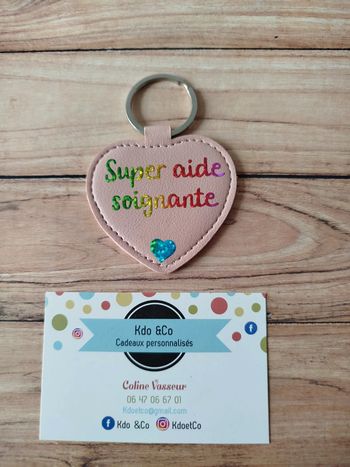 Super aide
soignante
Kdo &Co
Cadeaux personnalisés
Coline Vasseur
06 47 06 67 01
Kdoetco@gmail.com
Kdo &Co KdoetCo